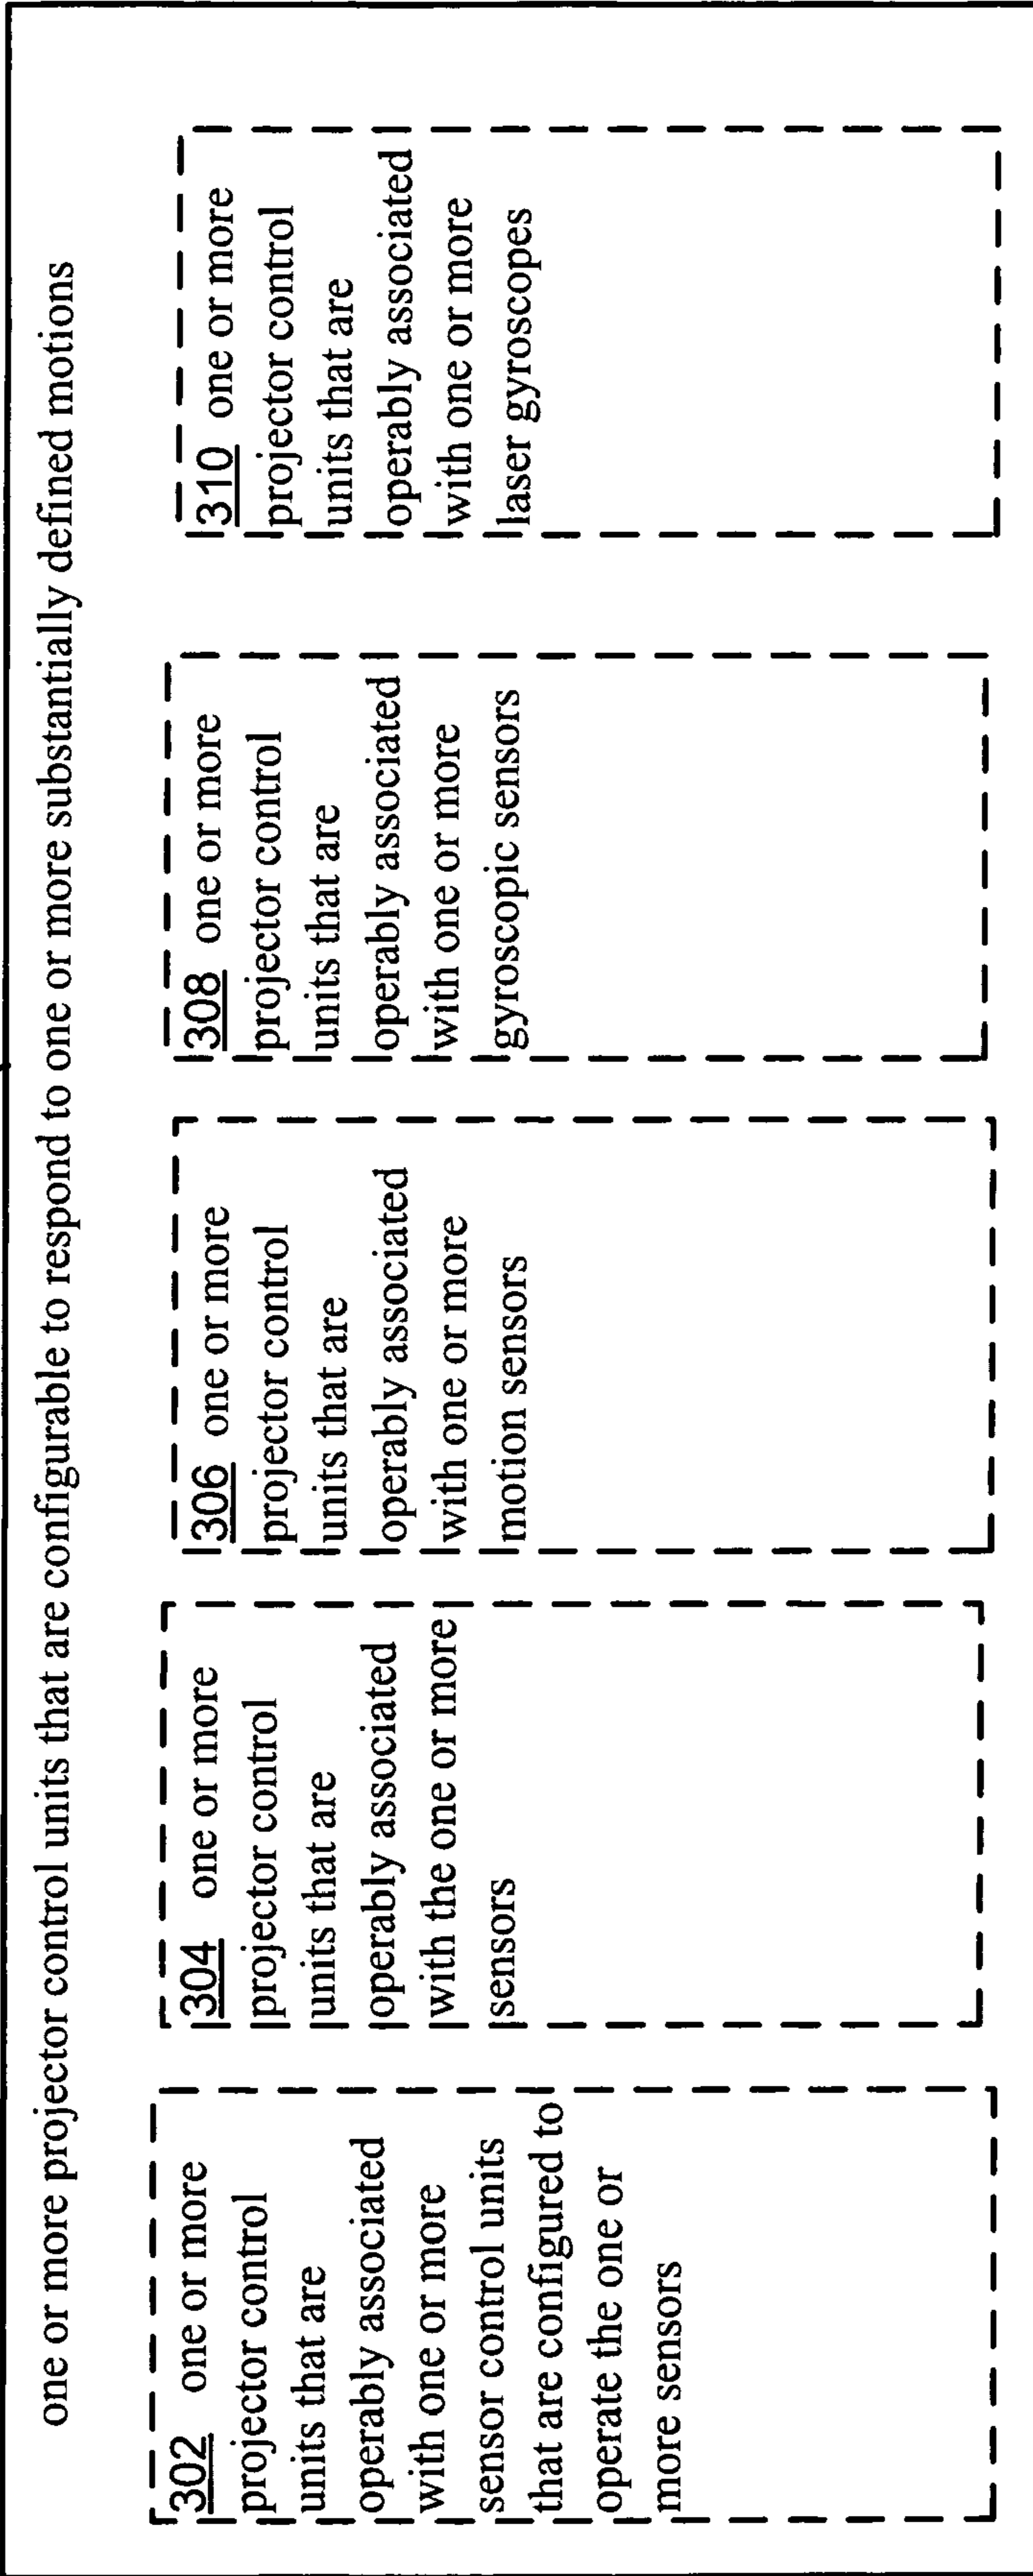 one or more projector control units that are configurable to respond to one or more substantially defined motions
302 one or more
projector control
units that are
operably associated
with one or more
sensor control units
that are configured to
operate the one or
more sensors
304 one or more
projector control
units that are
operably associated
with the one or more
sensors
306 one or more
projector control
units that are
operably associated
with one or more
motion sensors
308 one or more
projector control
units that are
operably associated
with one or more
gyroscopic sensors
310 one or more
projector control
units that are
operably associated
with one or more
laser gyroscopes